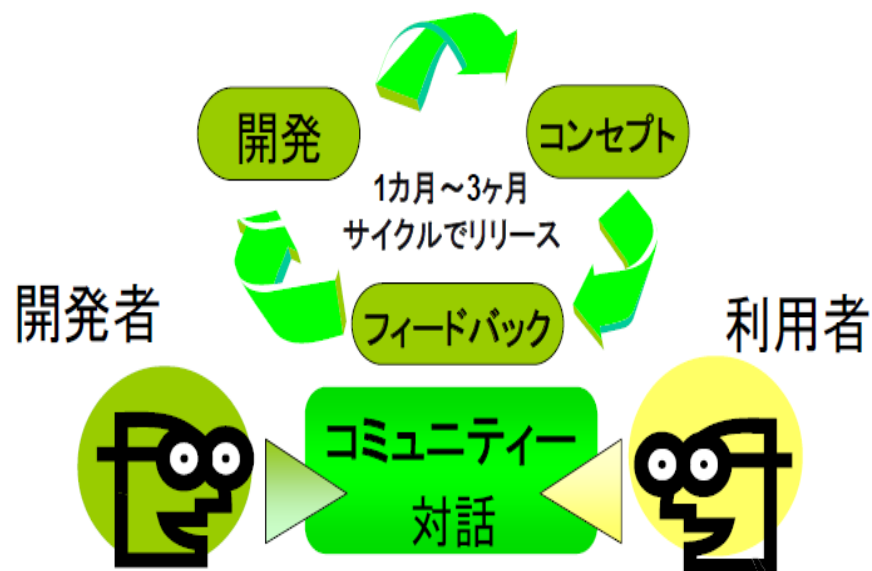 開発
コンセプト
1カ月～3ヶ月
サイクルでリリース
フィードバック
開発者
利用者
コミュニティー
対話